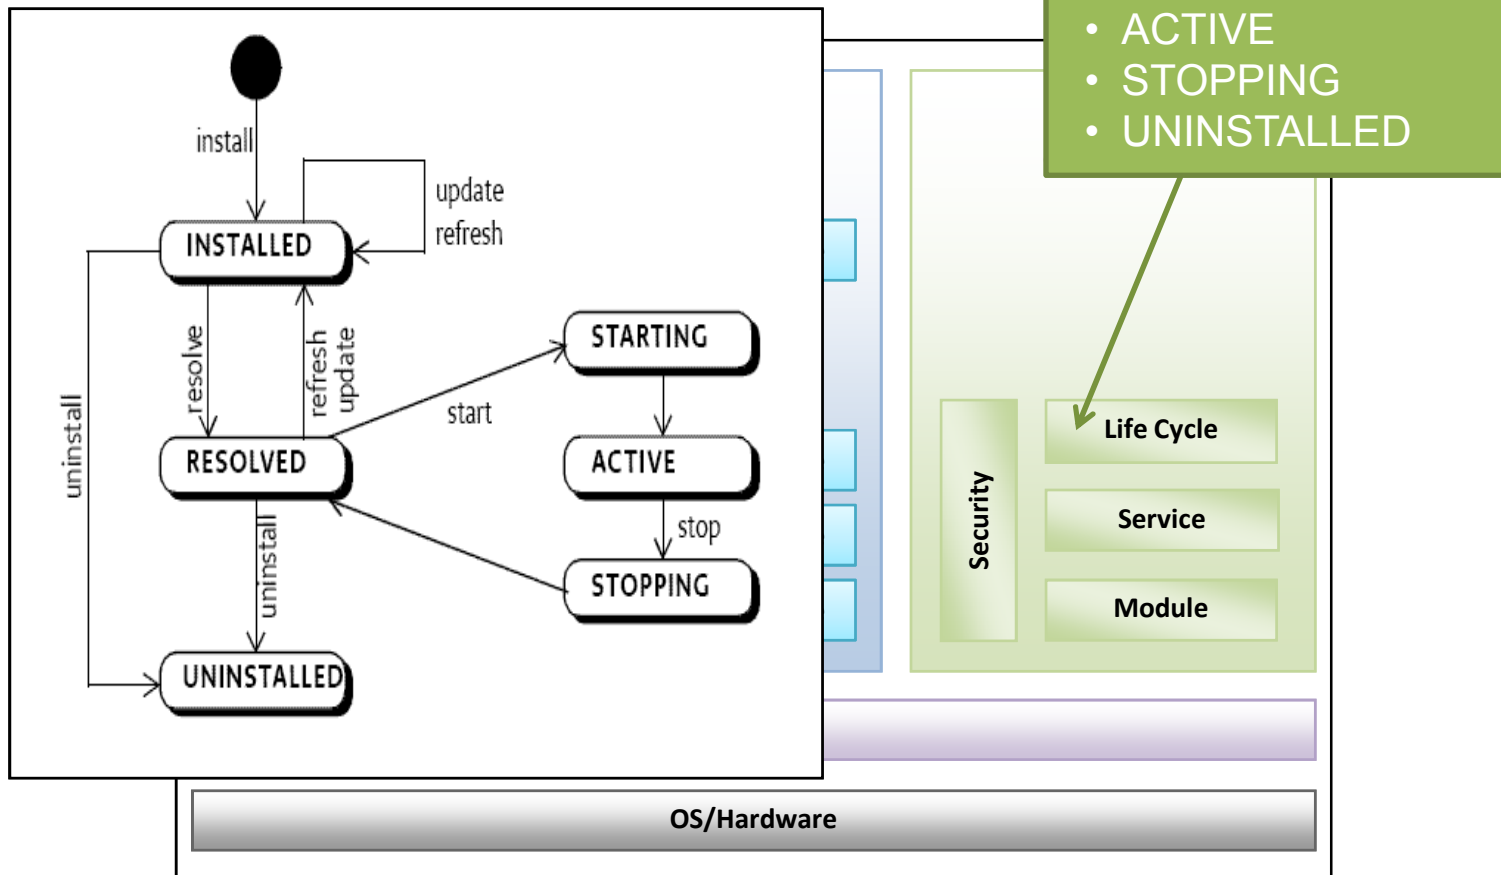 • ACTIVE
• STOPPING
• UNINSTALLED
install
update
refresh
INSTALLED
resolve
refresh
update
uninstall
start
STARTING
RESOLVED
ACTIVE
uninstall
stop
STOPPING
UNINSTALLED
Security
Life Cycle
Service
Module
OS/Hardware